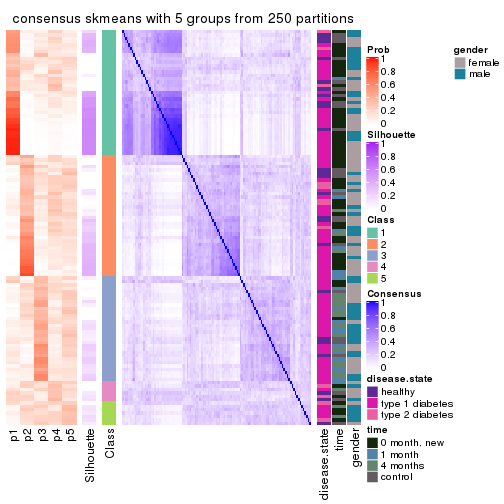 consensus skmeans with 5 groups from 250 partitions
Prob
1
0.8
0.6
0.4
0.2
0
gender
female
male
Silhouette
1
0.8
0.6
0.4
0.2
0
Class
1
2
3
4
5
Consensus
1
0.8
0.6
0.4
0.2
0
disease.state
healthy
type 1 diabetes
type 2 diabetes
time
0 month. new
1 month
4 months
control
p1
p2
p3
p4
p5
Silhouette
Class
disease.state
time
gender